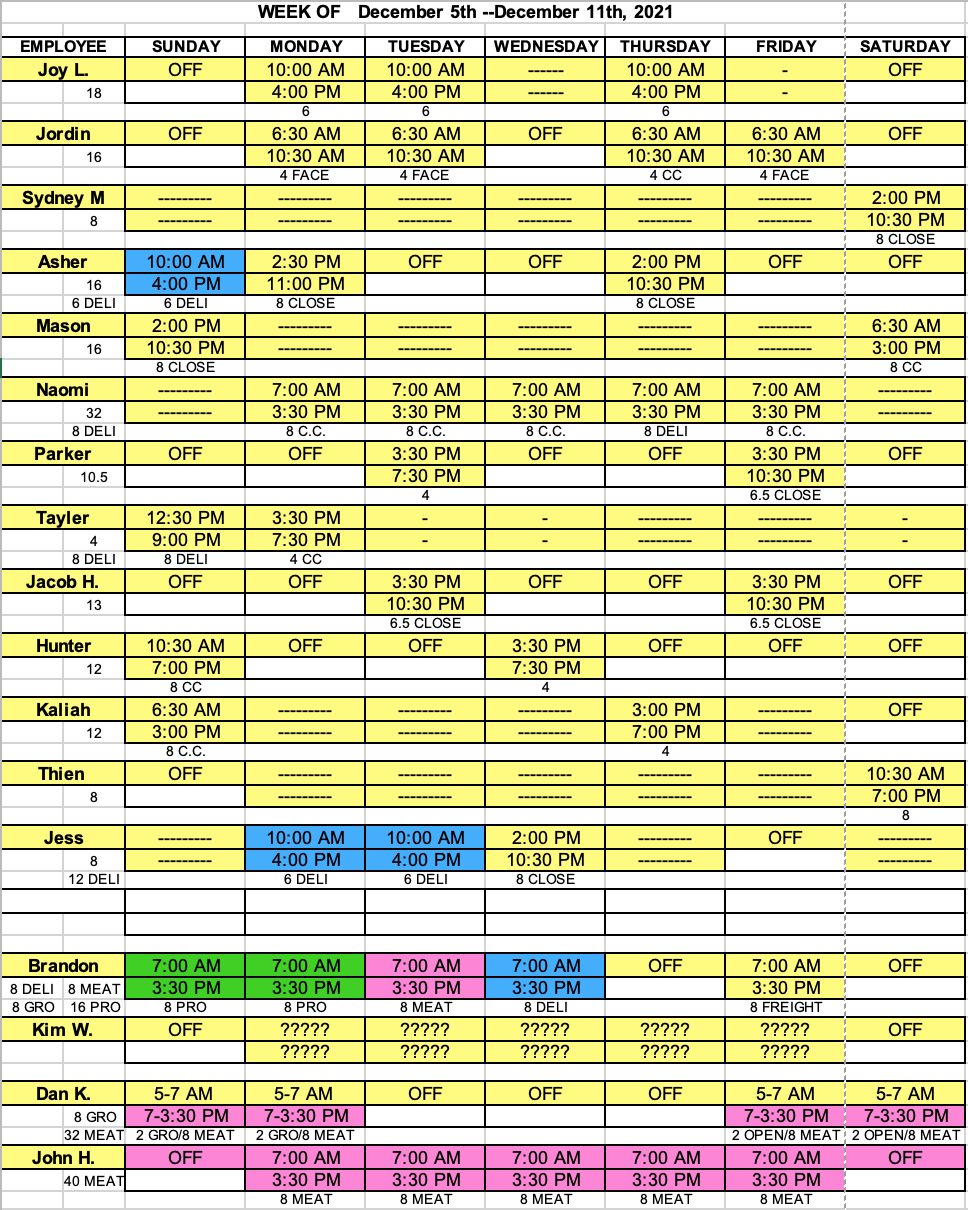 WEEK OF December 5th --December 11th, 2021
EMPLOYEE SUNDAY MONDAY TUESDAY WEDNESDAY THURSDAY FRIDAY SATURDAY
Joy L. OFF 10:00 AM 10:00 AM ------ 10:00 AM - OFF
18 4:00 PM 4:00 PM ------ 4:00 PM -
6 6 6
Jordin OFF 6:30 AM 6:30 AM OFF 6:30 AM 6:30 AM OFF
16 10:30 AM 10:30 AM 10:30 AM 10:30 AM
4 FACE 4 FACE 4 CC 4 FACE
Sydney M --------- --------- --------- --------- --------- --------- 2:00 PM
8 --------- --------- --------- --------- --------- --------- 10:30 PM
8 CLOSE
Asher 10:00 AM 2:30 PM OFF OFF 2:00 PM OFF OFF
16 4:00 PM 11:00 PM 10:30 PM
6 DELI 6 DELI 8 CLOSE 8 CLOSE
Mason 2:00 PM --------- --------- --------- --------- --------- 6:30 AM
16 10:30 PM --------- --------- --------- --------- --------- 3:00 PM
8 CLOSE 8 CC
Naomi --------- 7:00 AM 7:00 AM 7:00 AM 7:00 AM 7:00 AM ---------
32 --------- 3:30 PM 3:30 PM 3:30 PM 3:30 PM 3:30 PM ---------
8 DELI 8 C.C. 8 C.C. 8 C.C. 8 DELI 8 C.C.
Parker OFF OFF 3:30 PM OFF OFF 3:30 PM OFF
10.5 7:30 PM 10:30 PM
4 6.5 CLOSE
Tayler 12:30 PM 3:30 PM - - --------- --------- -
4 9:00 PM 7:30 PM - - --------- --------- -
8 DELI 8 DELI 4 CC
Jacob H. OFF OFF 3:30 PM OFF OFF 3:30 PM OFF
13 10:30 PM 10:30 PM
6.5 CLOSE 6.5 CLOSE
Hunter 10:30 AM OFF OFF 3:30 PM OFF OFF OFF
12 7:00 PM 7:30 PM
8 CC 4
Kaliah 6:30 AM --------- --------- --------- 3:00 PM --------- OFF
12 3:00 PM --------- --------- --------- 7:00 PM ---------
8 C.C. 4
Thien OFF --------- --------- --------- --------- --------- 10:30 AM
8 --------- --------- --------- --------- --------- 7:00 PM
8
Jess --------- 10:00 AM 10:00 AM 2:00 PM --------- OFF ---------
8 --------- 4:00 PM 4:00 PM 10:30 PM --------- ---------
12 DELI 6 DELI 6 DELI 8 CLOSE
Brandon 7:00 AM 7:00 AM 7:00 AM 7:00 AM OFF 7:00 AM OFF
8 DELI 8 MEAT 3:30 PM 3:30 PM 3:30 PM 3:30 PM 3:30 PM
8 GRO 16 PRO 8 PRO 8 PRO 8 MEAT 8 DELI 8 FREIGHT
Kim W. OFF ????? ????? ????? ????? ????? OFF
????? ????? ????? ????? ?????
Dan K. 5-7 AM 5-7 AM OFF OFF OFF 5-7 AM 5-7 AM
8 GRO 7-3:30 PM 7-3:30 PM 7-3:30 PM 7-3:30 PM
32 MEAT 2 GRO/8 MEAT 2 GRO/8 MEAT 2 OPEN/8 MEAT 2 OPEN/8 MEAT
John H. OFF 7:00 AM 7:00 AM 7:00 AM 7:00 AM 7:00 AM OFF
40 MEAT 3:30 PM 3:30 PM 3:30 PM 3:30 PM 3:30 PM
8 MEAT 8 MEAT 8 MEAT 8 MEAT 8 MEAT